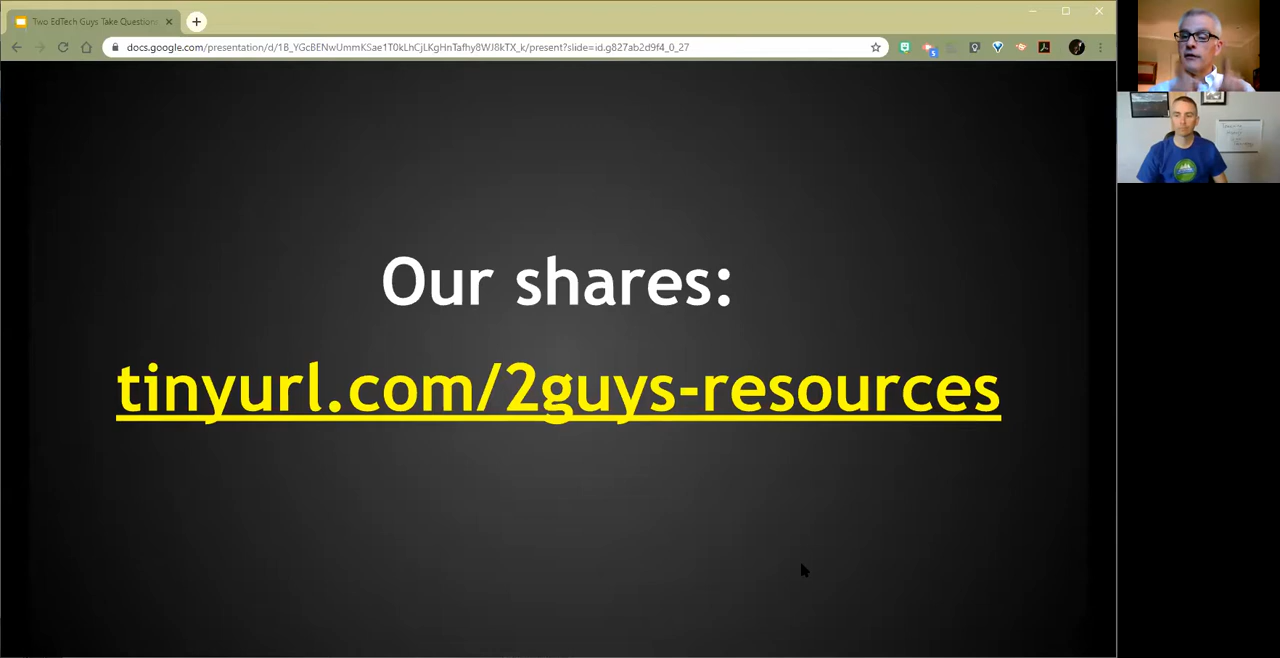 Two EdTech Guys Take Questions
docs.google.com/presentation/d/1B_YGcBENwUmmKSae1T0kLhCjLKgHnTafhy8WJ8kTX_k/present?slide=id.g827ab2d9f4_0_27
Our shares:
tinyurl.com/2guys-resources